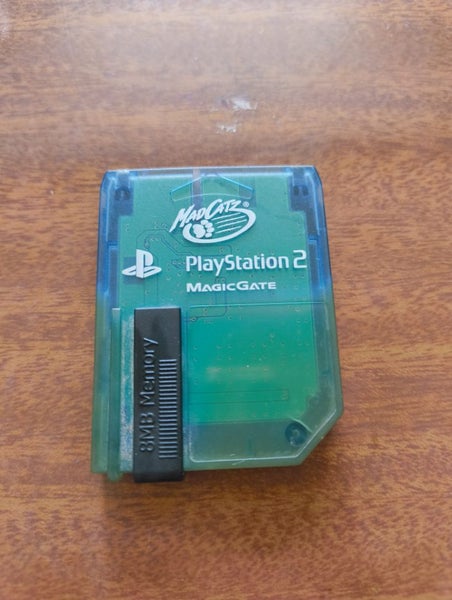 MADCATZ®
PlayStation 2
MAGICGATE
8MB Memory